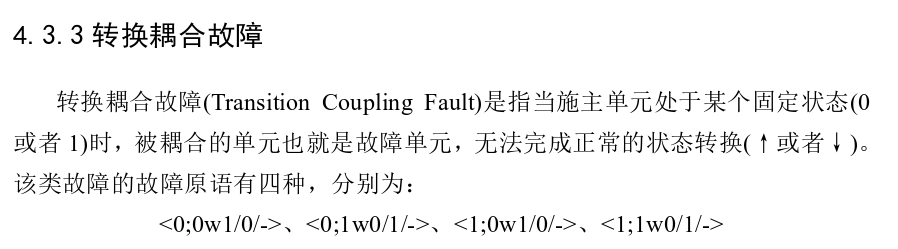 4.3.3 转换耦合故障
转换耦合故障(Transition Coupling Fault)是指当施主单元处于某个固定状态(0
或者 1)时，被耦合的单元也就是故障单元，无法完成正常的状态转换(↑或者↓)。
该类故障的故障原语有四种，分别为：
<0;0w1/0/->、<0;1w0/1/->、<1;0w1/0/->、<1;1w0/1/->